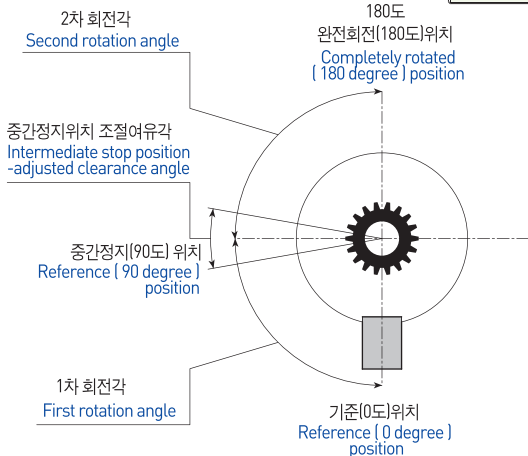 2차 회전각
Second rotation angle
180도
완전회전(180도)위치
Completely rotated
( 180 degree ) position
중간정지위치 조절여유각
Intermediate stop position
-adjusted clearance angle
중간정지(90도) 위치
Reference ( 90 degree )
position
1차 회전각
First rotation angle
기준(0도)위치
Reference ( 0 degree )
position